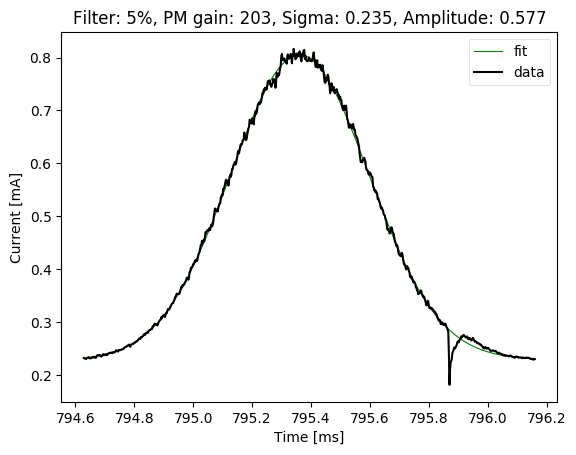 Filter: 5%, PM gain: 203, Sigma: 0.235, Amplitude: 0.577
fit
data
0.8
0.7
0.6
0.5
0.4
0.3
0.2
Current [mA]
794.6 794.8 795.0 795.2 795.4 795.6 795.8 796.0 796.2
Time [ms]